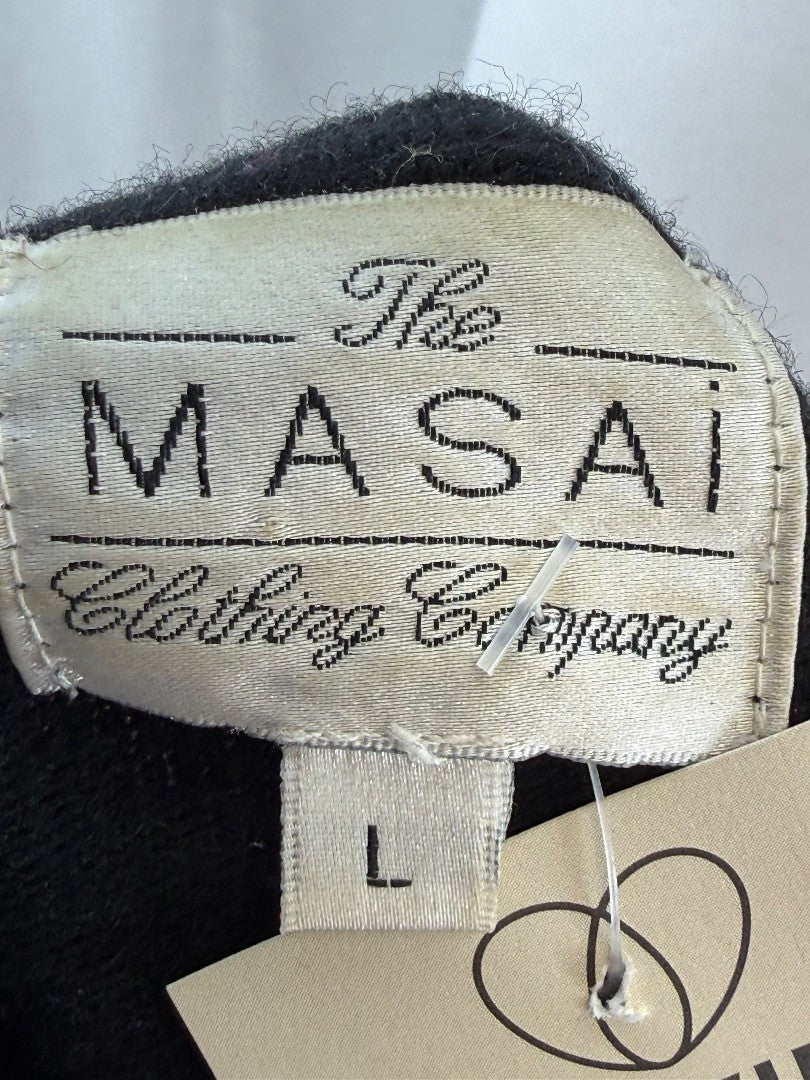 The
MASAi
Clothing Company
L